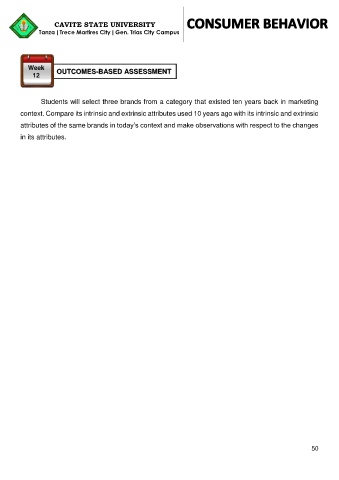 CAVITE STATE UNIVERSITY
Tanza | Trece Martires City | Gen. Trias City Campus
CONSUMER BEHAVIOR
Week
12
OUTCOMES-BASED ASSESSMENT
Students will select three brands from a category that existed ten years back in marketing
context. Compare its intrinsic and extrinsic attributes used 10 years ago with its intrinsic and extrinsic
attributes of the same brands in today's context and make observations with respect to the changes
in its attributes.
50